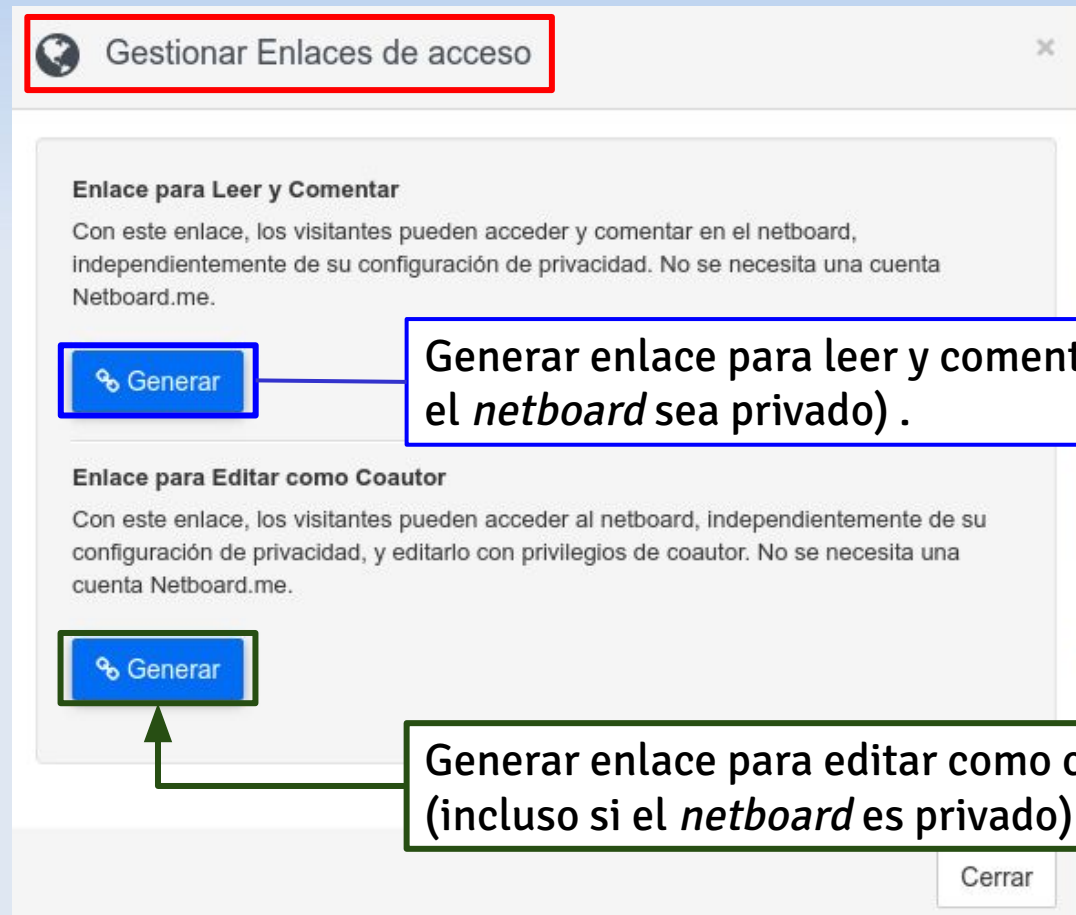 Gestionar Enlaces de acceso
×
Enlace para Leer y Comentar
Con este enlace, los visitantes pueden acceder y comentar en el netboard,
independientemente de su configuración de privacidad. No se necesita una cuenta
Netboard.me.
Generar
Generar enlace para leer y coment
el netboard sea privado) .
Enlace para Editar como Coautor
Con este enlace, los visitantes pueden acceder al netboard, independientemente de su
configuración de privacidad, y editarlo con privilegios de coautor. No se necesita una
cuenta Netboard.me.
Generar
Generar enlace para editar como
(incluso si el netboard es privado)
Cerrar